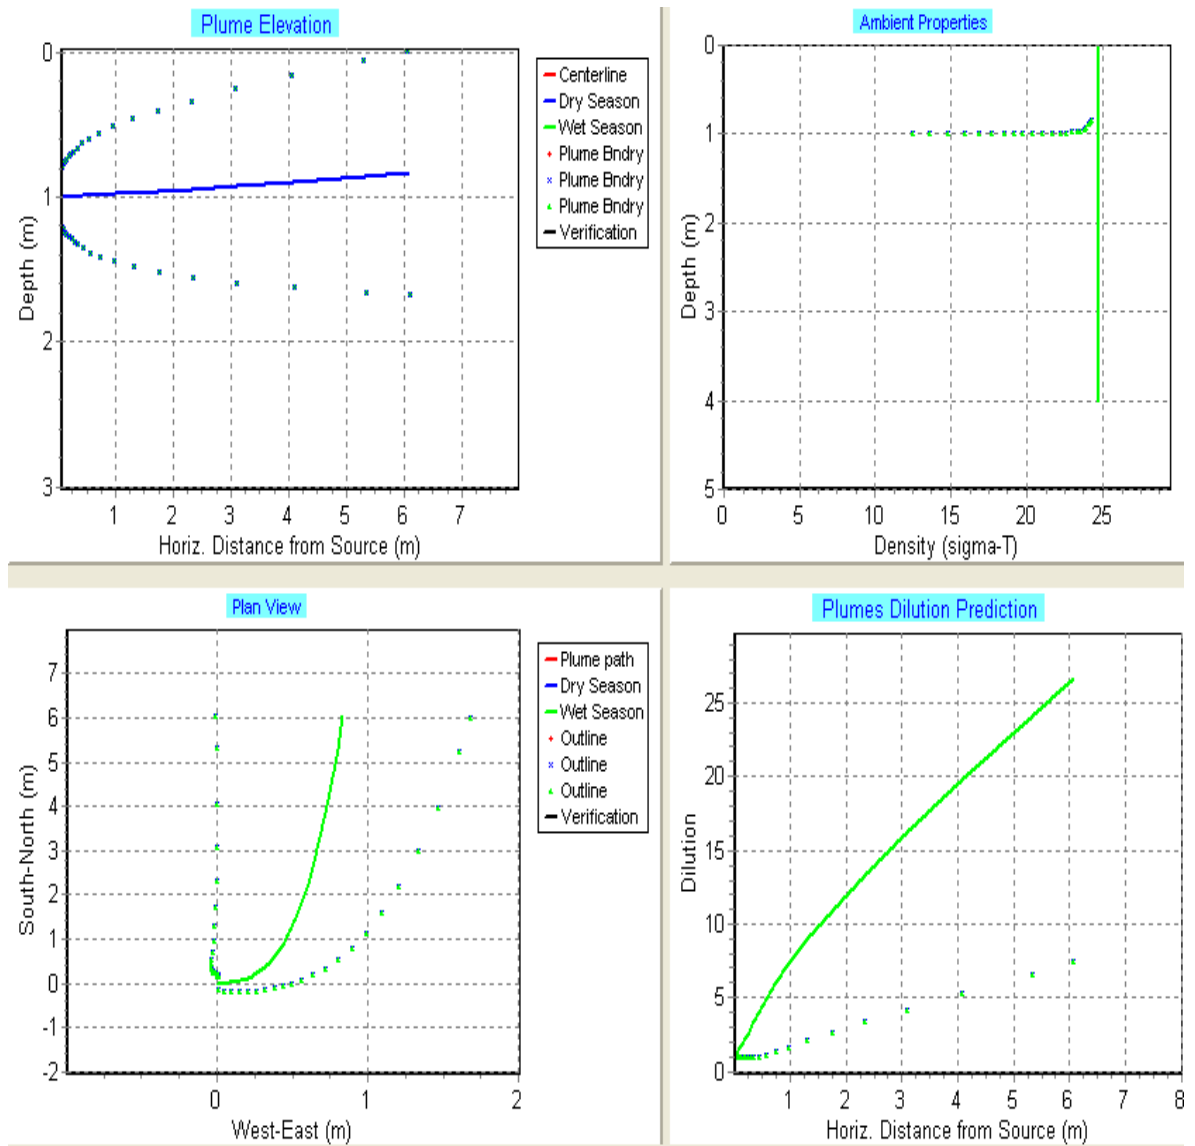 Plume Elevation
0
1
2
3
Depth (m)
1 2 3 4 5 6 7
Horiz. Distance from Source (m)
Centerline
Dry Season
Wet Season
Plume Bndry
Plume Bndry
Plume Bndry
Verification
Ambient Properties
0
1
2
3
4
5
Depth (m)
0 5 10 15 20 25
Density (sigma-T)
Plan View
7
6
5
4
3
2
1
0
-1
-2
South-North (m)
0 1 2
West-East (m)
Plume path
Dry Season
Wet Season
Outline
Outline
Outline
Verification
Plumes Dilution Prediction
25
20
15
10
5
0
Dilution
1 2 3 4 5 6 7 8
Horiz. Distance from Source (m)